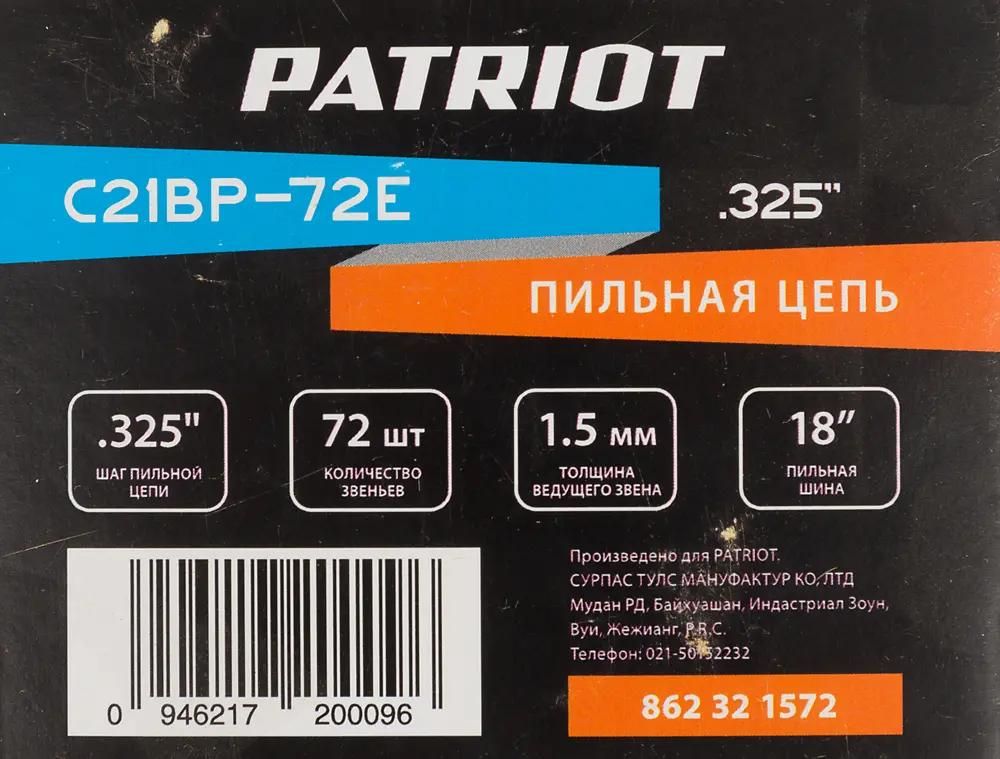 PATRIOT
C21BP-72E
.325”
ПИЛЬНАЯ ЦЕПЬ
.325"
ШАГ ПИЛЬНОЙ
ЦЕПИ
72 шт
КОЛИЧЕСТВО
ЗВЕНЬЕВ
1.5 мм
ТОЛЩИНА
ВЕДУЩЕГО ЗВЕНА
18”
ПИЛЬНАЯ
ШИНА
Произведено для PATRIOT.
СУРПАС ТУЛС МАНУФАКТУР КО, ЛТД
Мудан РД, Байхуашан, Индастриал Зоун,
Вуи, Жежианг, P.R.C.
Телефон: 021-50152232
0 946217 200096
862 32 1572